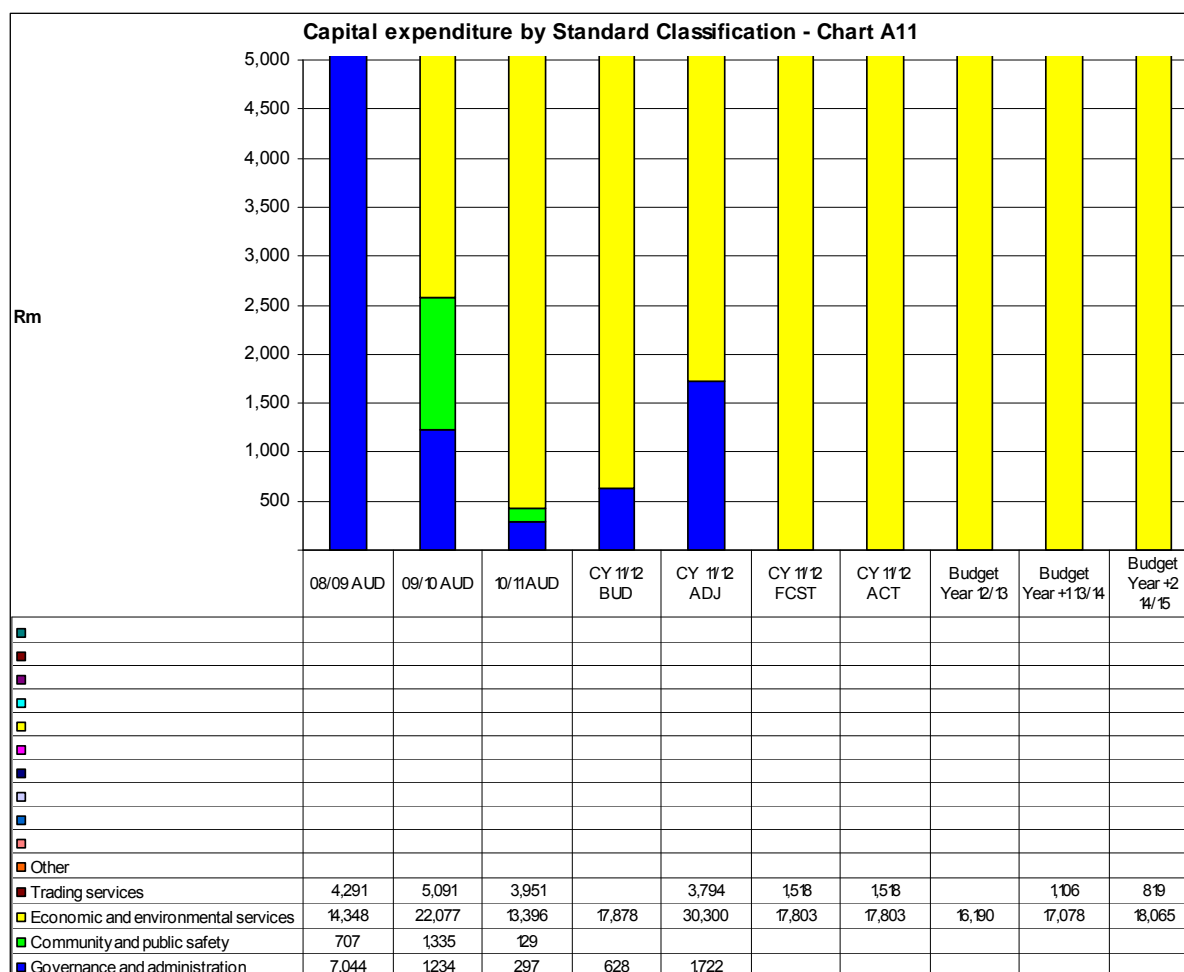 Capital expenditure by Standard Classification - Chart A11
5,000
4,500
4,000
3,500
3,000
2,500
2,000
1,500
1,000
500
-
Rm
08/09 AUD 09/10 AUD 10/11 AUD CY 11/12 BUD CY 11/12 ADJ CY 11/12 FCST CY 11/12 ACT Budget Year 12/13 Budget Year +1 13/14 Budget Year +2 14/15
Other
Trading services 4,291 5,091 3,951 3,794 1,518 1,518 1,106 819
Economic and environmental services 14,348 22,077 13,396 17,878 30,300 17,803 17,803 16,190 17,078 18,065
Community and public safety 707 1,335 129
Governance and administration 7,044 1,234 297 628 1,722